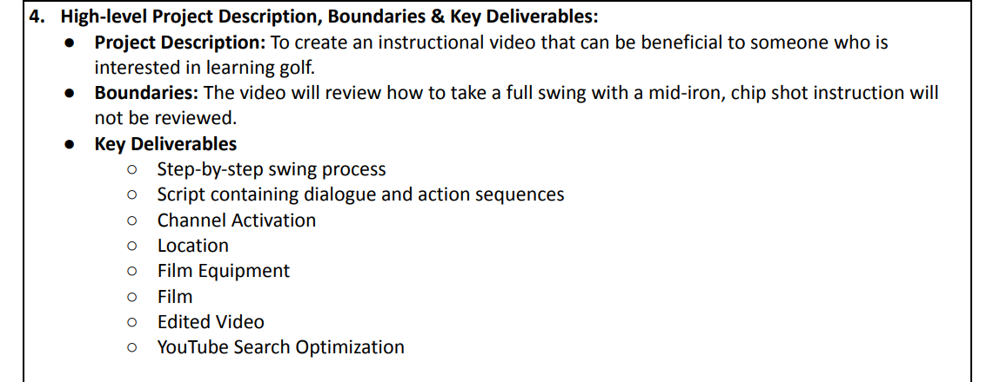 4. High-level Project Description, Boundaries & Key Deliverables:
● Project Description: To create an instructional video that can be beneficial to someone who is
interested in learning golf.
● Boundaries: The video will review how to take a full swing with a mid-iron, chip shot instruction will
not be reviewed.
● Key Deliverables
○ Step-by-step swing process
○ Script containing dialogue and action sequences
○ Channel Activation
○ Location
○ Film Equipment
○ Film
○ Edited Video
○ YouTube Search Optimization